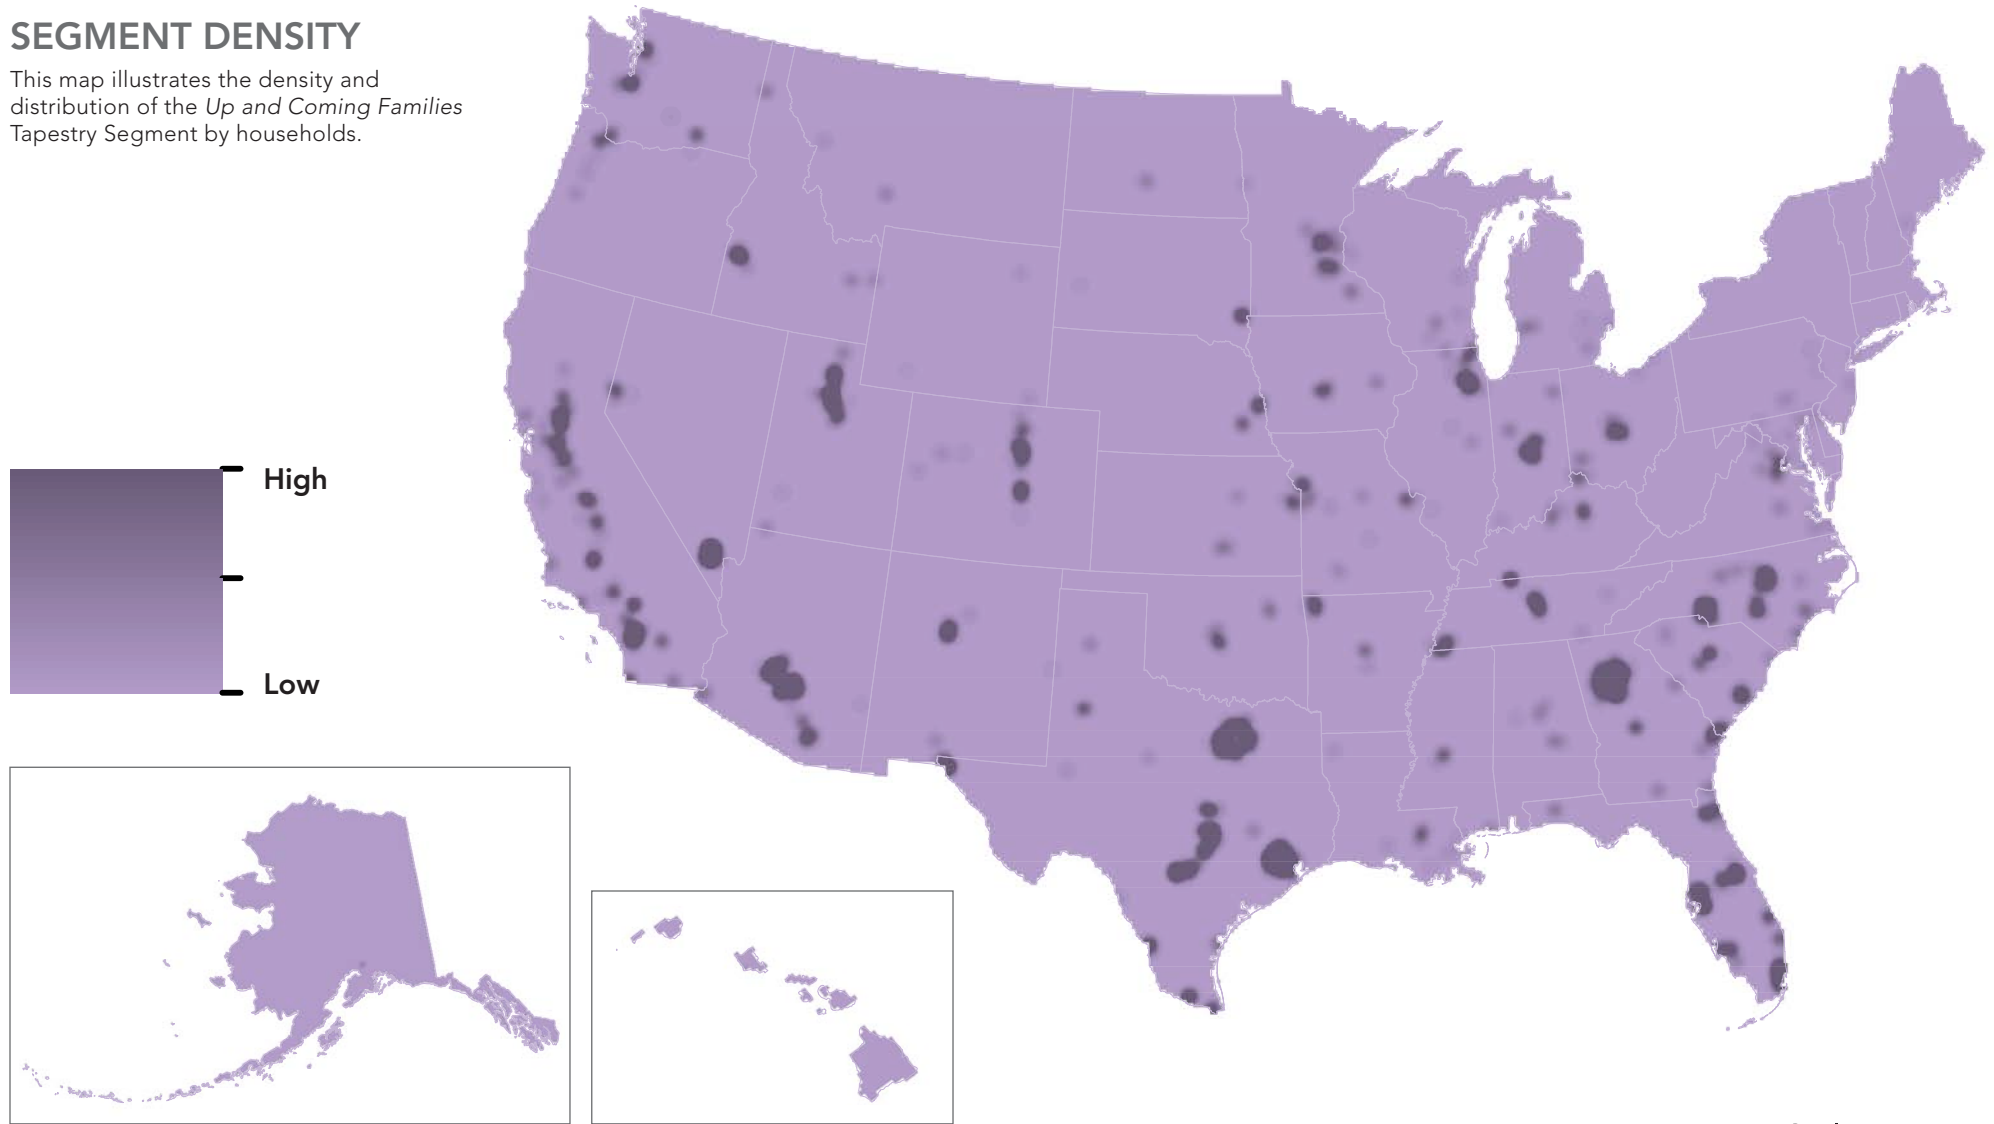 SEGMENT DENSITY
This map illustrates the density and
distribution of the Up and Coming Families
Tapestry Segment by households.
High
Low